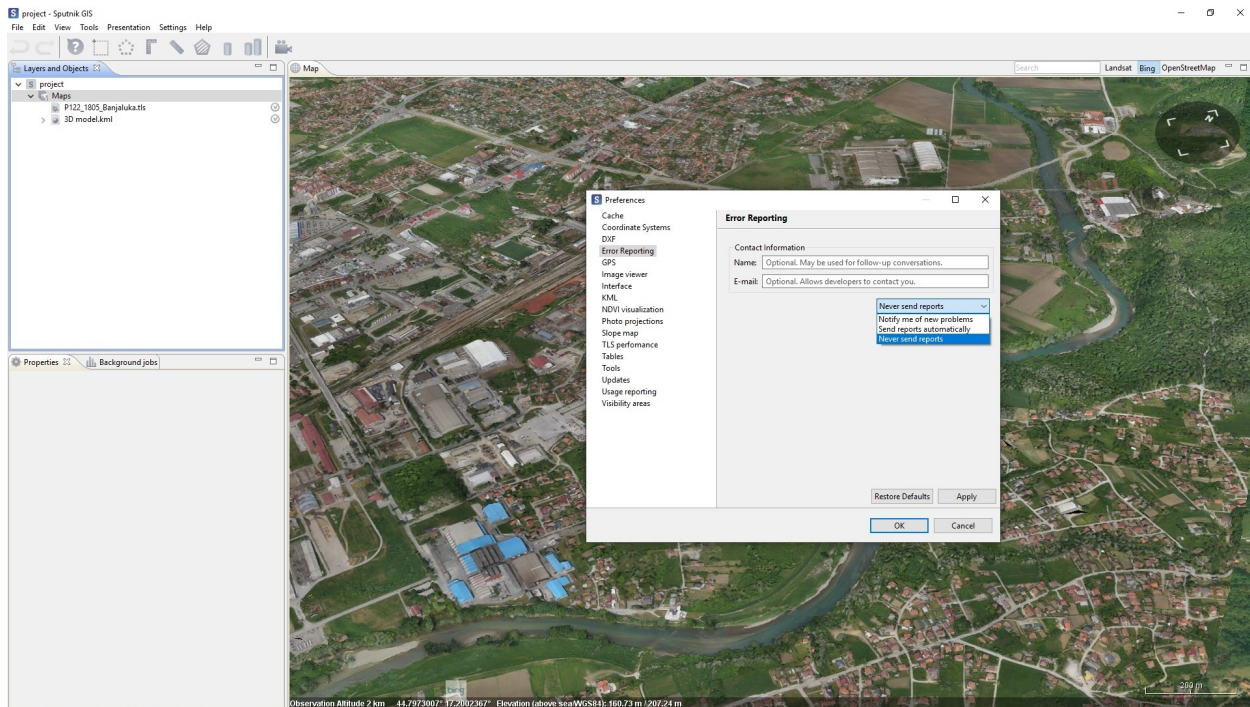 project - Sputnik GIS
File Edit View Tools Presentation Settings Help
Layers and Objects
Map
Search
Landsat Bing OpenStreetMap
project
Maps
P122_1805_Banjaluka.tls
3D model.kml
N
Preferences
Cache
Coordinate Systems
DXF
Error Reporting
GPS
Image viewer
Interface
KML
NDVI visualization
Photo projections
Slope map
TLS perfomance
Tables
Tools
Updates
Usage reporting
Visibility areas
Error Reporting
Contact Information
Name: Optional. May be used for follow-up conversations.
E-mail: Optional. Allows developers to contact you.
Never send reports
Notify me of new problems
Send reports automatically
Never send reports
Restore Defaults Apply
OK Cancel
Properties Background jobs
bing
200 m
Observation Altitude 2 km 44.7973007° 17.2002367° Elevation (above sea/WGS84): 160.73 m / 207.24 m